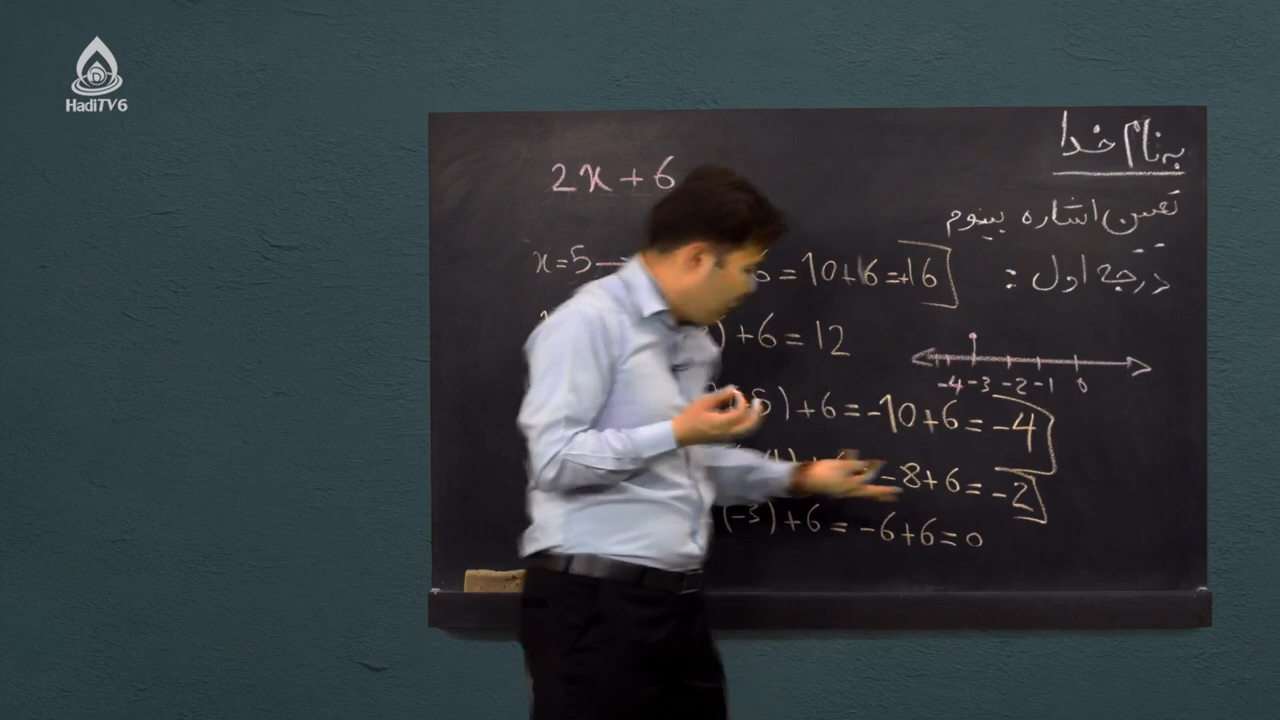 HadiTV6
به نام خدا
تعیین اشاره بینوم
درجه اول :
2x+6
x=5 = 10+6=+16
) +6= 12
) +6= -10+6= -4
-8+6= -2
(-3) +6= -6+6=0
-4 -3 -2 -1 0